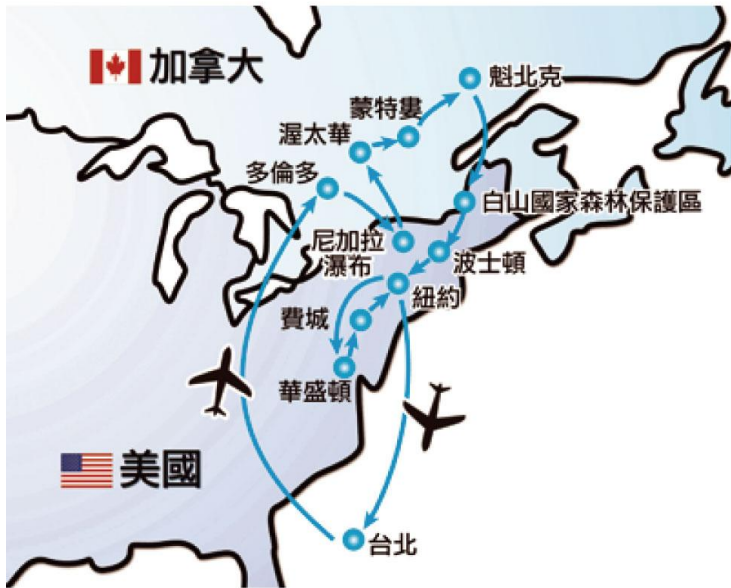 加拿大
魁北克
蒙特婁
渥太華
多倫多
白山國家森林保護區
尼加拉
瀑布
波士頓
紐約
費城
華盛頓
美國
台北